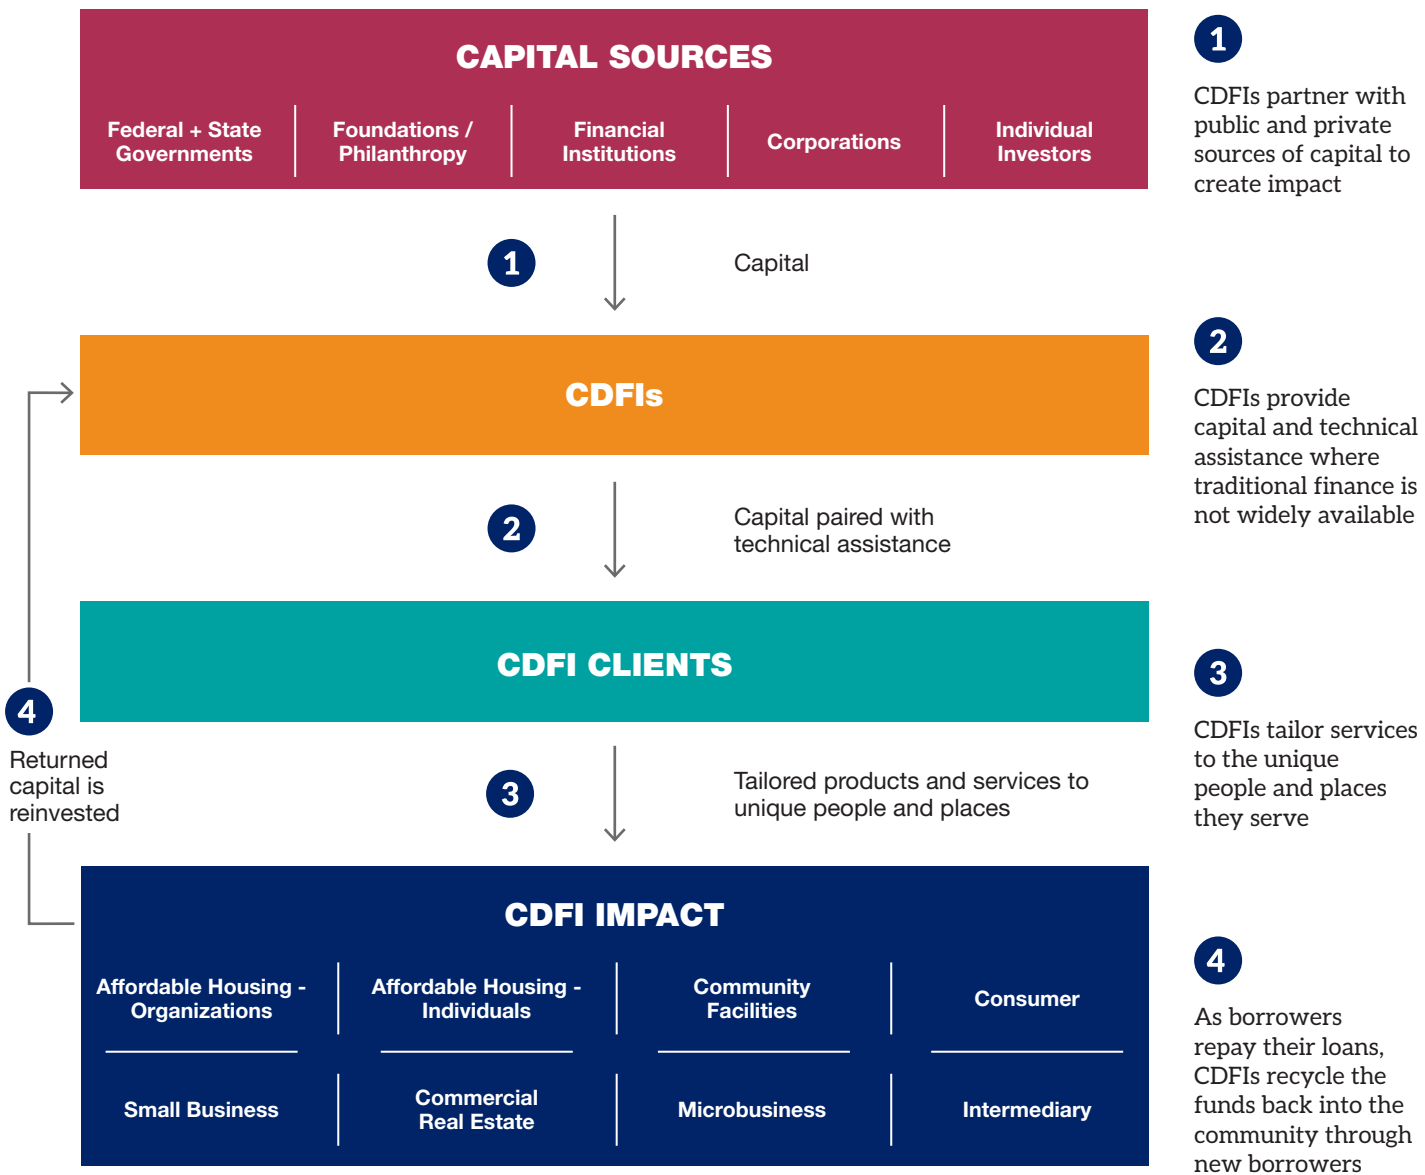 CAPITAL SOURCES
Federal + State
Governments
Foundations /
Philanthropy
Financial
Institutions
Corporations
Individual
Investors
1
CDFIs partner with
public and private
sources of capital to
create impact
1
Capital
CDFIs
2
CDFIs provide
capital and technical
assistance where
traditional finance is
not widely available
2
Capital paired with
technical assistance
CDFI CLIENTS
3
CDFIs tailor services
to the unique
people and places
they serve
4
Returned
capital is
reinvested
3
Tailored products and services to
unique people and places
CDFI IMPACT
Affordable Housing -
Organizations
Affordable Housing -
Individuals
Community
Facilities
Consumer
Small Business
Commercial
Real Estate
Microbusiness
Intermediary
4
As borrowers
repay their loans,
CDFIs recycle the
funds back into the
community through
new borrowers